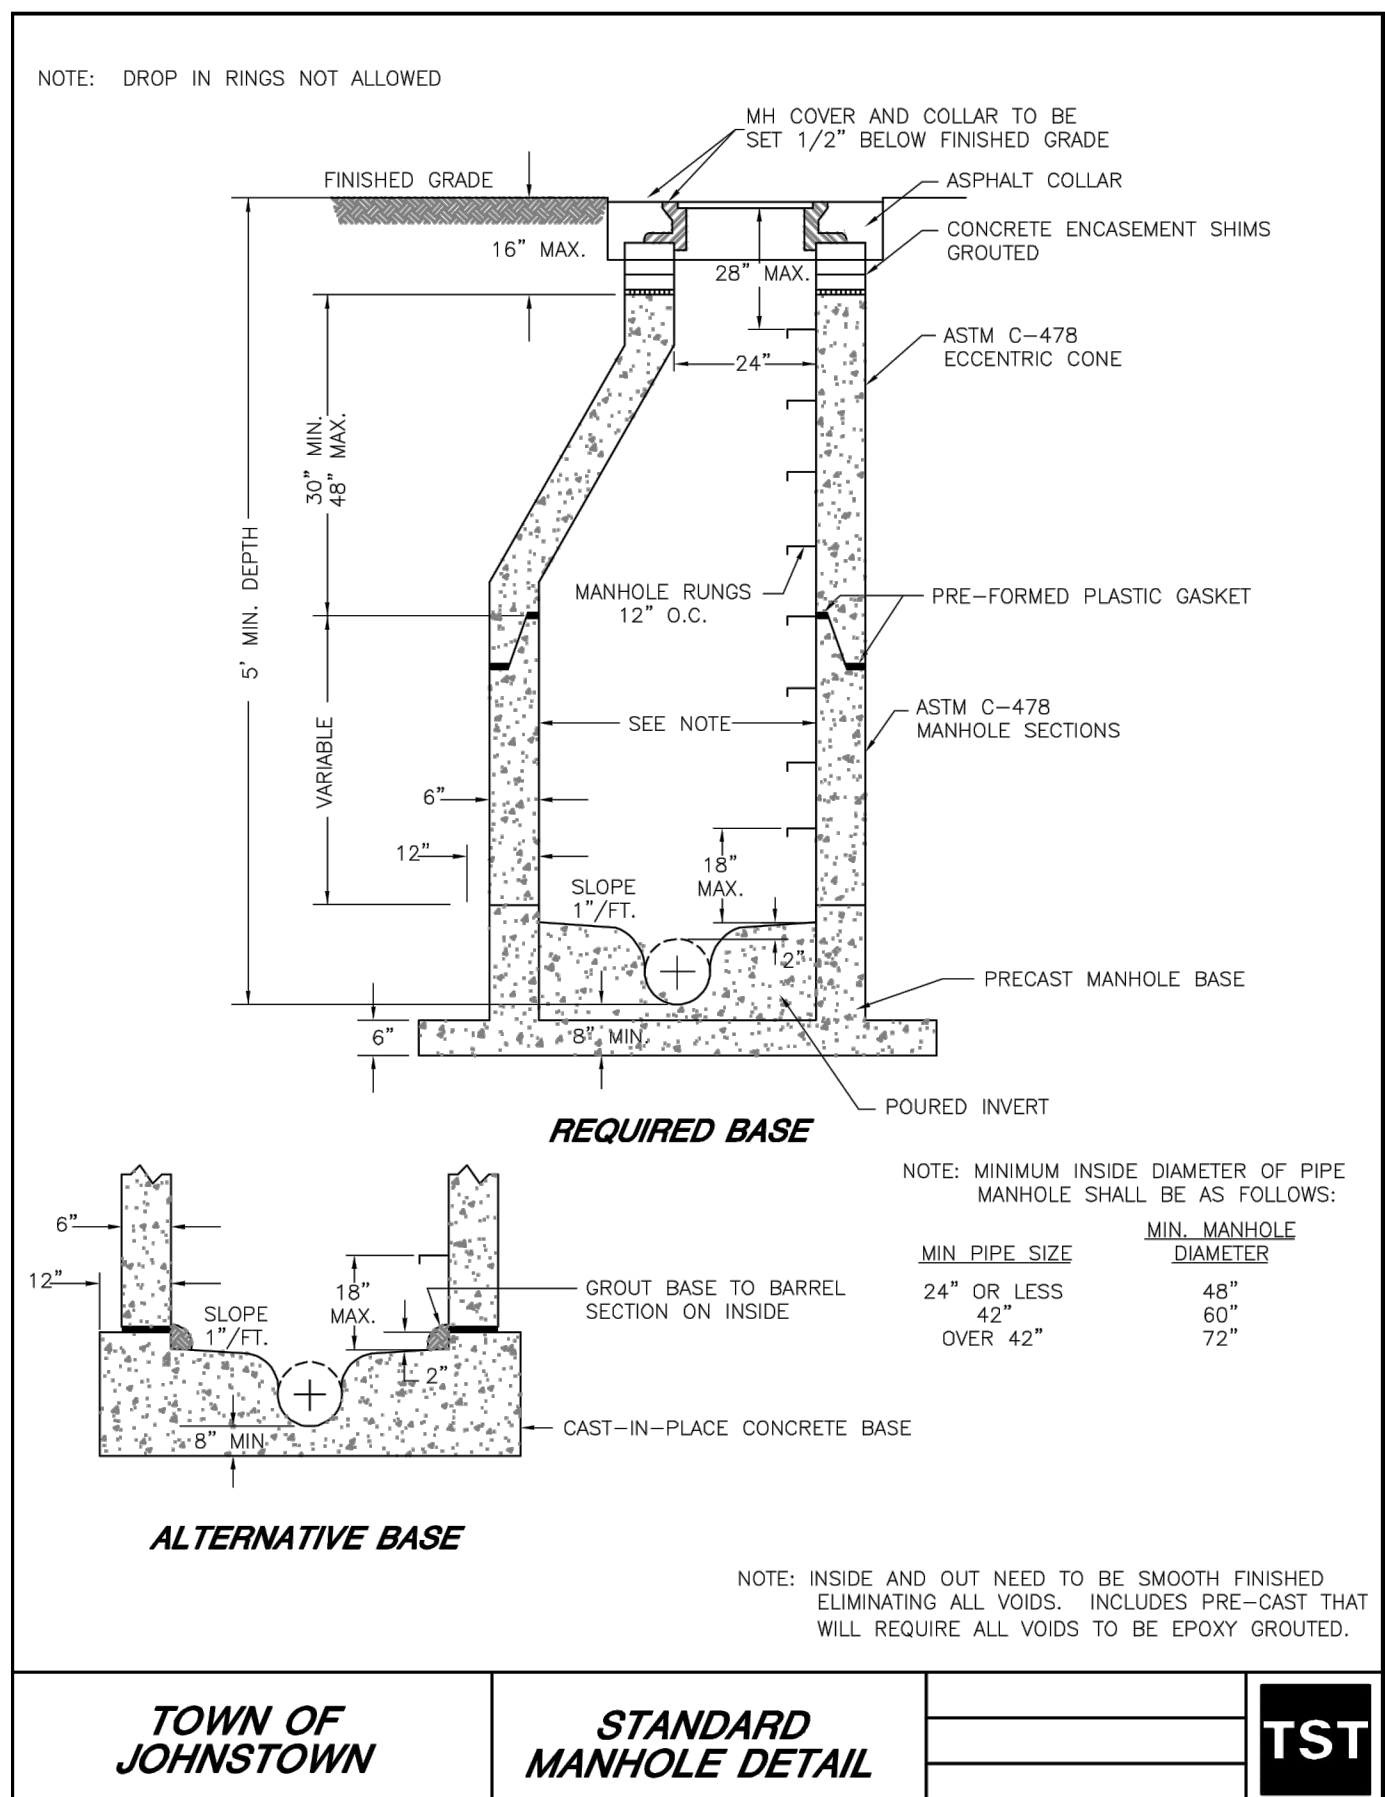 NOTE: DROP IN RINGS NOT ALLOWED
MH COVER AND COLLAR TO BE
SET 1/2" BELOW FINISHED GRADE
FINISHED GRADE
ASPHALT COLLAR
CONCRETE ENCASEMENT SHIMS
GROUTED
16" MAX.
28" MAX.
ASTM C-478
ECCENTRIC CONE
24"
30" MIN.
48" MAX.
5' MIN. DEPTH
MANHOLE RUNGS
12" O.C.
PRE-FORMED PLASTIC GASKET
SEE NOTE
ASTM C-478
MANHOLE SECTIONS
VARIABLE
6"
12"
18"
MAX.
SLOPE
1"/FT.
2"
PRECAST MANHOLE BASE
6"
8" MIN.
POURED INVERT
REQUIRED BASE
NOTE: MINIMUM INSIDE DIAMETER OF PIPE
MANHOLE SHALL BE AS FOLLOWS:
MIN. MANHOLE
MIN PIPE SIZE DIAMETER
24" OR LESS 48"
42" 60"
OVER 42" 72"
6"
12"
18"
MAX.
SLOPE
1"/FT.
GROUT BASE TO BARREL
SECTION ON INSIDE
2"
8" MIN
CAST-IN-PLACE CONCRETE BASE
ALTERNATIVE BASE
NOTE: INSIDE AND OUT NEED TO BE SMOOTH FINISHED
ELIMINATING ALL VOIDS. INCLUDES PRE-CAST THAT
WILL REQUIRE ALL VOIDS TO BE EPOXY GROUTED.
TOWN OF
JOHNSTOWN
STANDARD
MANHOLE DETAIL
TST